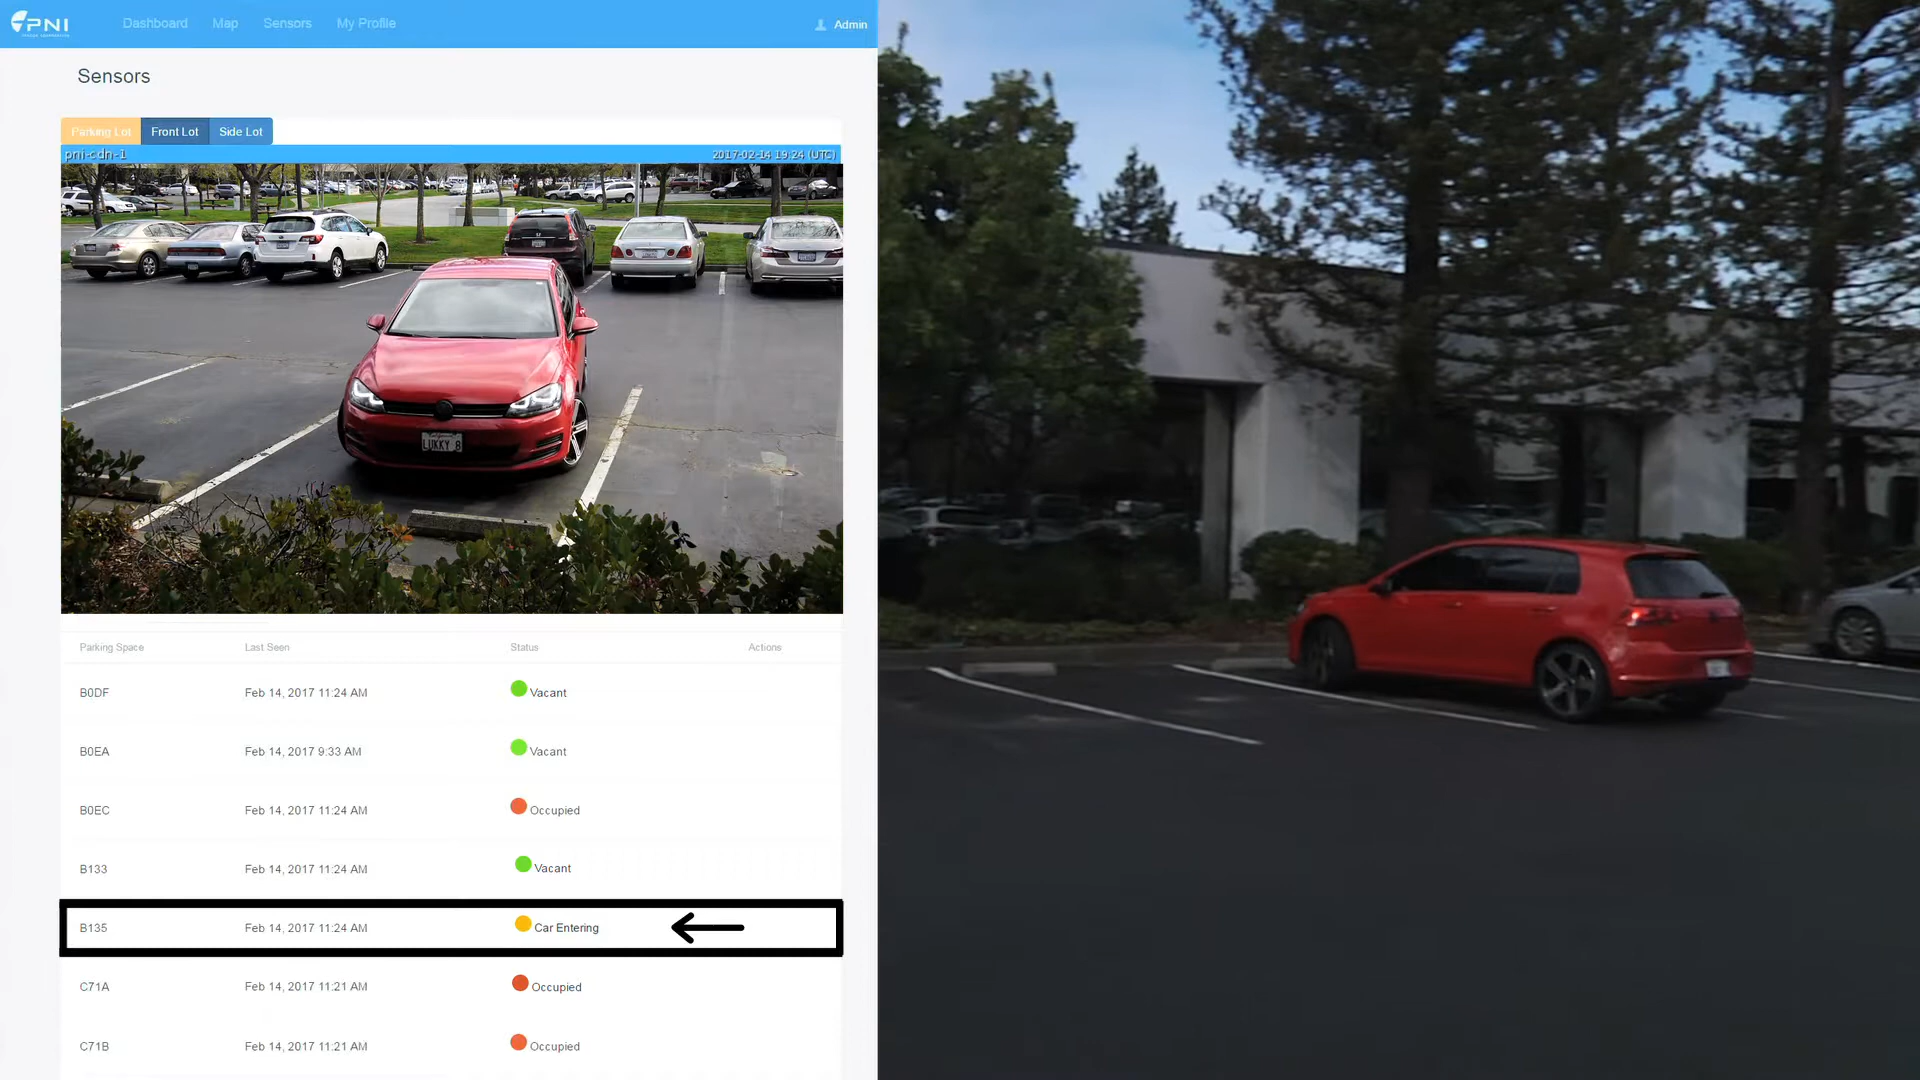 PNI
Dashboard Map Sensors My Profile Admin
Sensors
Parking Lot Front Lot Side Lot
pni-cdn-1 2017-02-14 19:24 (UTC)
LUKKY 8
Parking Space Last Seen Status Actions
B0DF Feb 14, 2017 11:24 AM Vacant
B0EA Feb 14, 2017 9:33 AM Vacant
B0EC Feb 14, 2017 11:24 AM Occupied
B133 Feb 14, 2017 11:24 AM Vacant
B135 Feb 14, 2017 11:24 AM Car Entering
C71A Feb 14, 2017 11:21 AM Occupied
C71B Feb 14, 2017 11:21 AM Occupied